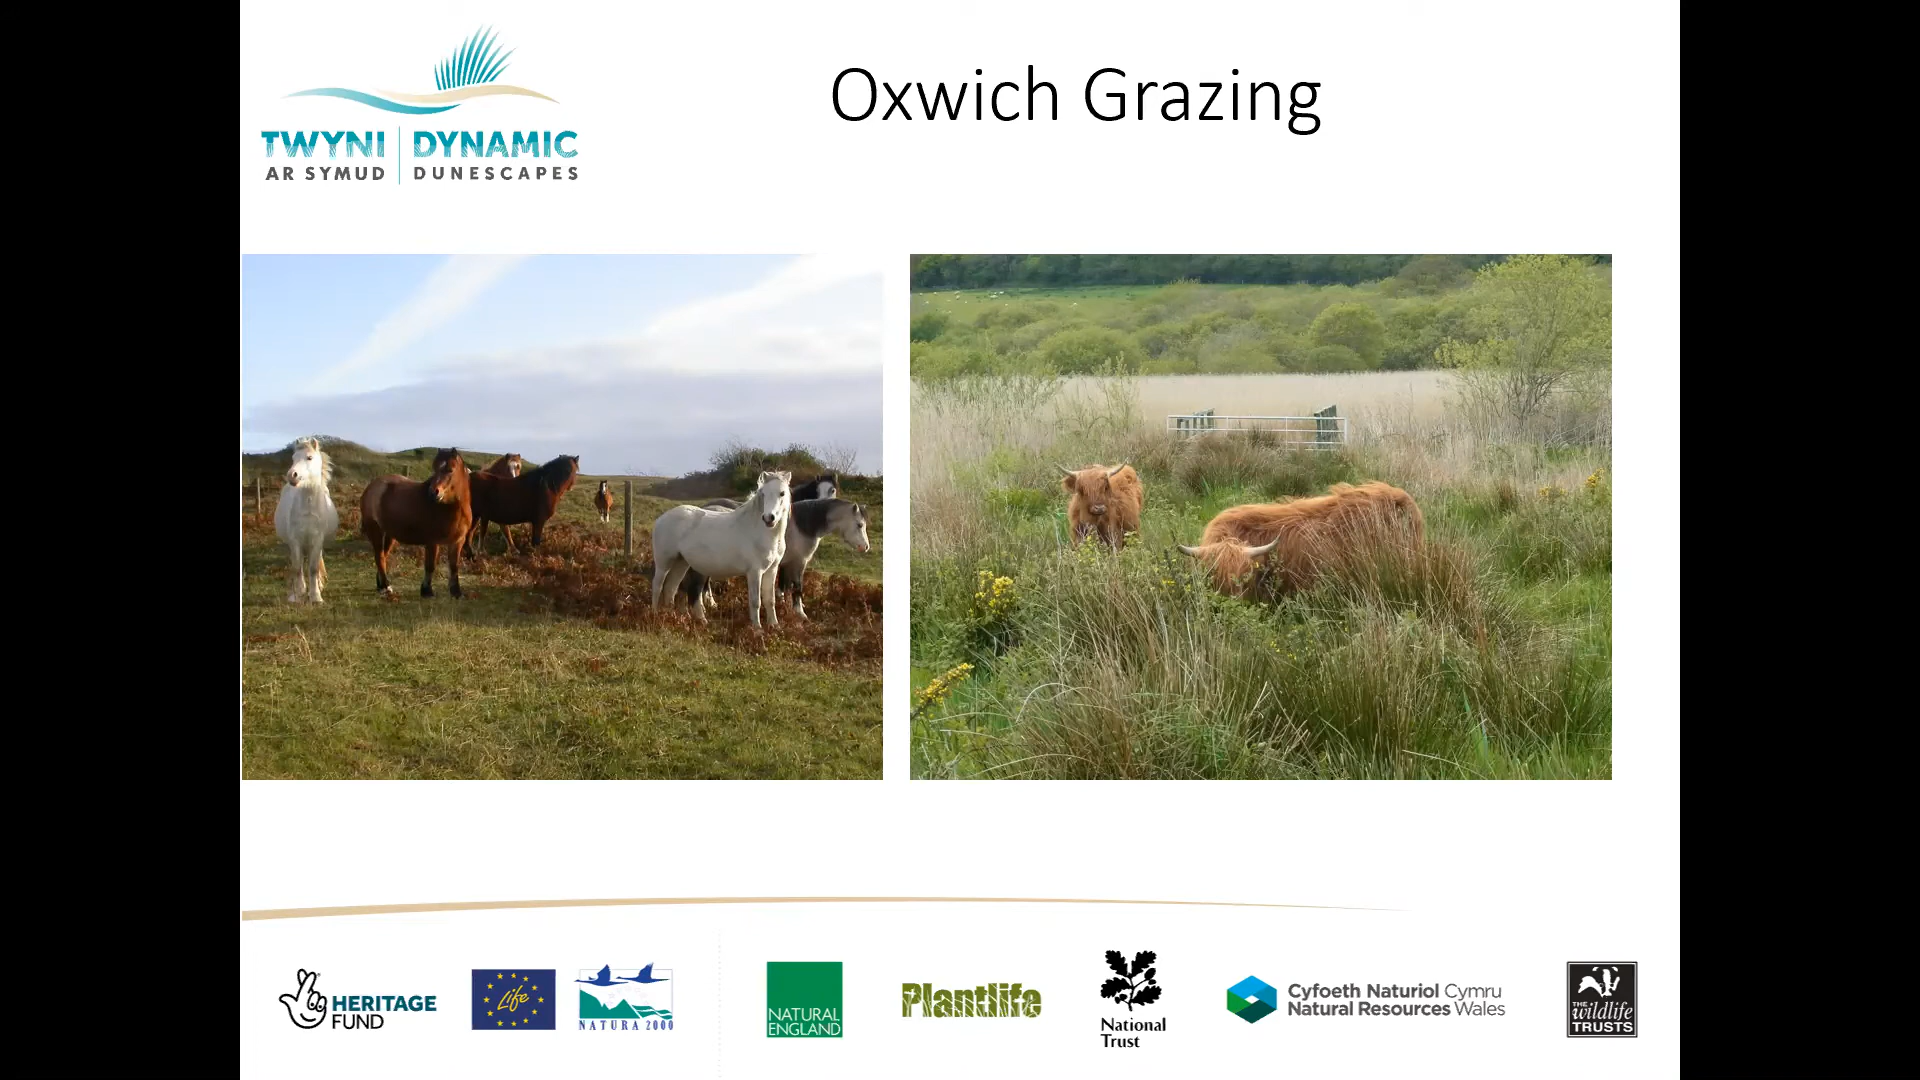 Oxwich Grazing
TWYNI
AR SYMUD
DYNAMIC
DUNESCAPES
HERITAGE
FUND
Life
NATURA 2000
NATURAL
ENGLAND
Plantlife
National
Trust
Cyfoeth Naturiol Cymru
Natural Resources Wales
THE
wildlife
TRUSTS